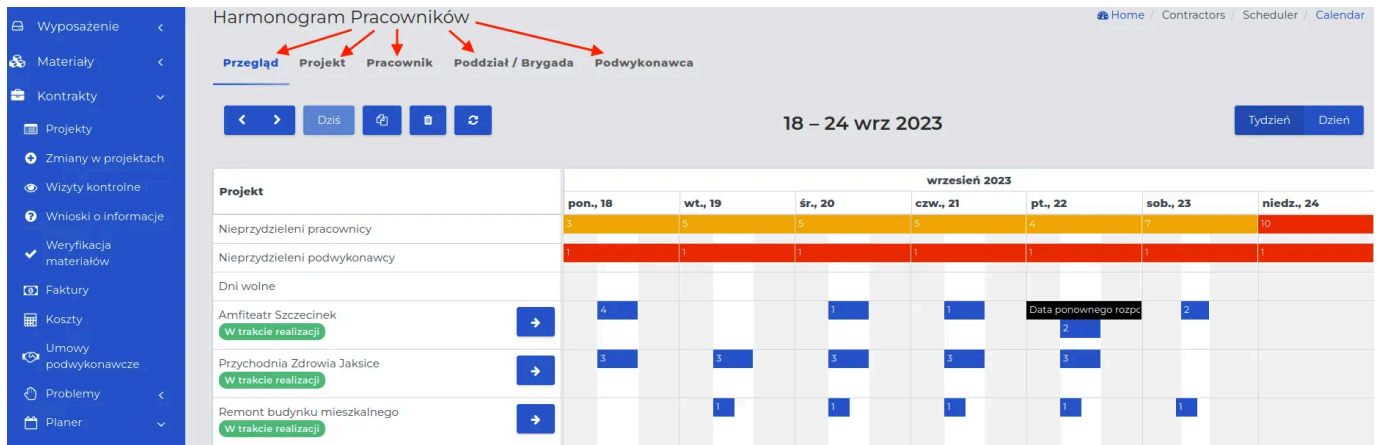 Wyposażenie
Materiały
Kontrakty
Projekty
Zmiany w projektach
Wizyty kontrolne
Wnioski o informacje
Weryfikacja
materiałów
Faktury
Koszty
Umowy
podwykonawcze
Problemy
Planer
Harmonogram Pracowników
Home / Contractors / Scheduler / Calendar
Przegląd Projekt Pracownik Poddział / Brygada Podwykonawca
Dziś
18 – 24 wrz 2023
Tydzień Dzień
Projekt
wrzesień 2023
pon., 18 wt., 19 śr., 20 czw., 21 pt., 22 sob., 23 niedz., 24
Nieprzydzieleni pracownicy 3 5 5 5 4 7 10
Nieprzydzieleni podwykonawcy 1 1 1 1 1 1 1
Dni wolne
Amfiteatr Szczecinek 4 1 1 Data ponownego rozpo 2
W trakcie realizacji 2
Przychodnia Zdrowia Jaksice 3 3 3 3 3
W trakcie realizacji
Remont budynku mieszkalnego 1 1 1 1 1
W trakcie realizacji